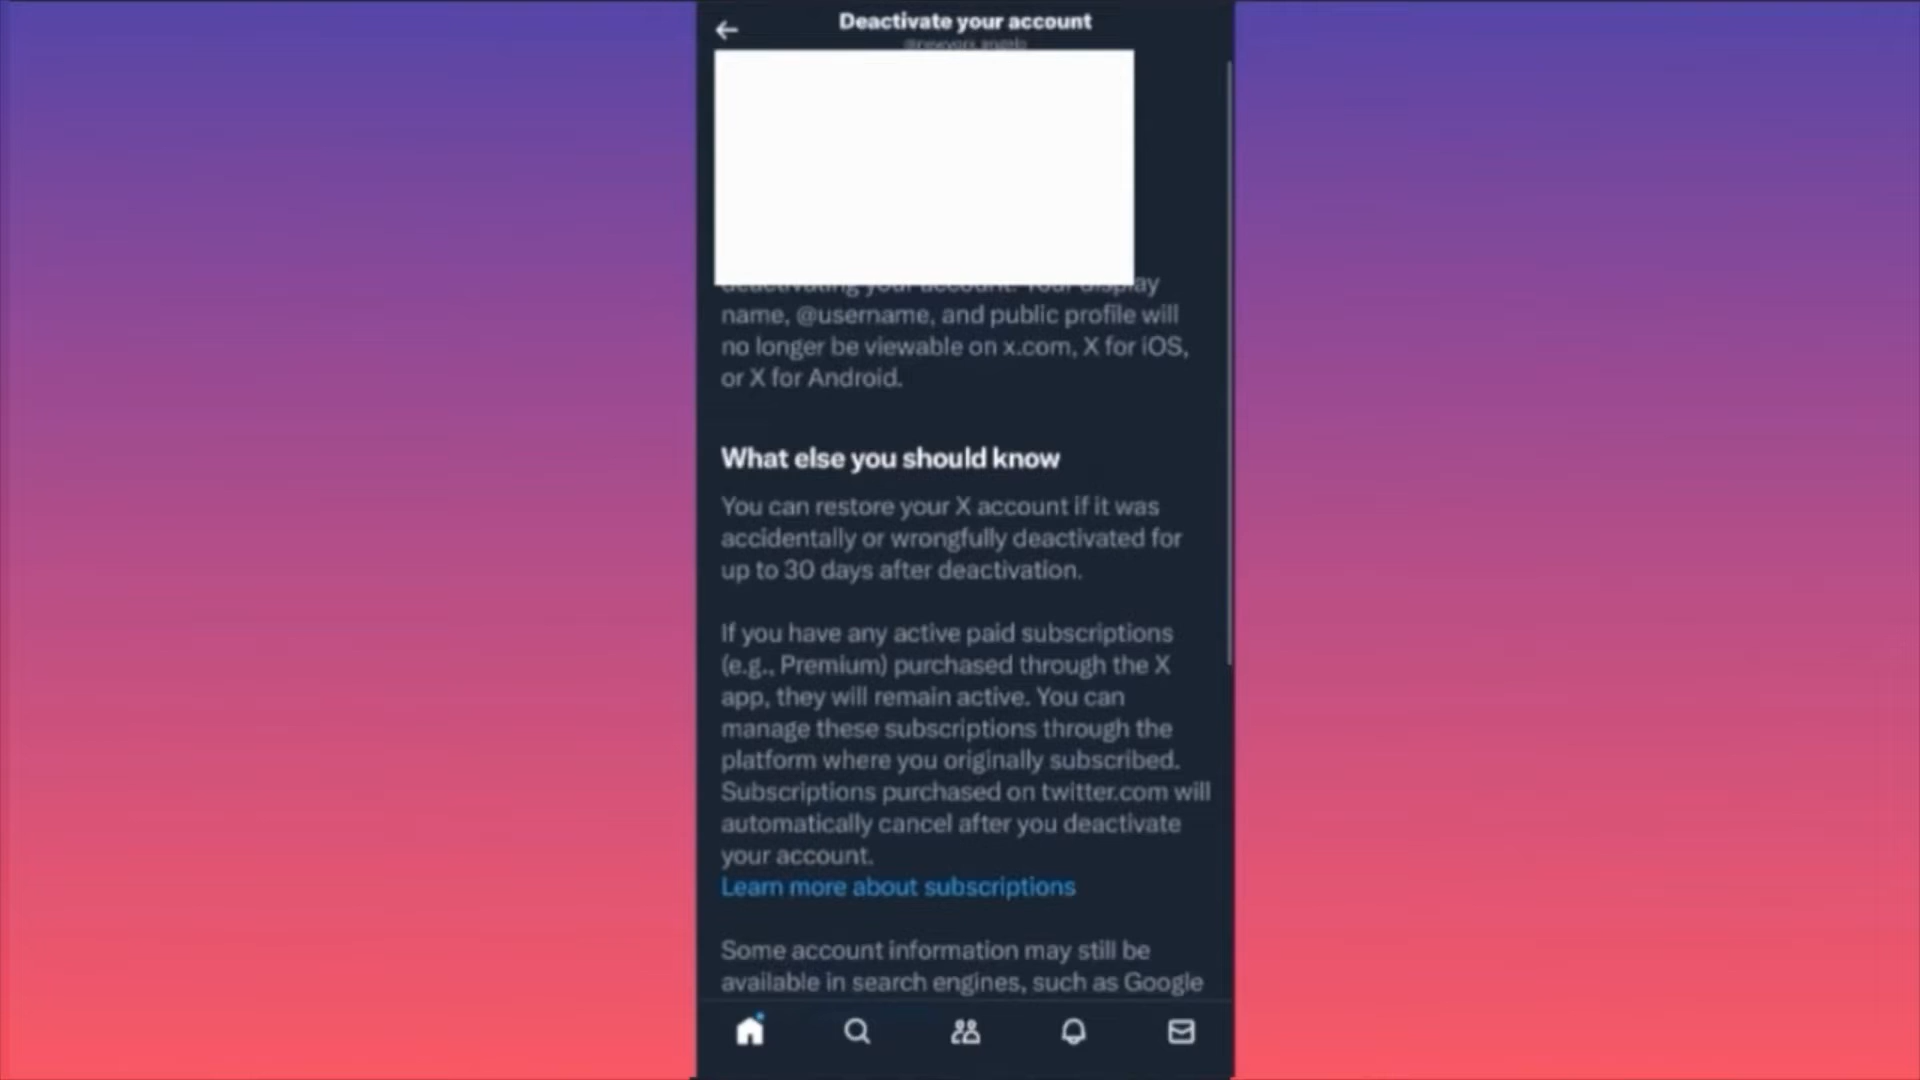 Deactivate your account
deactivating your account. Your display
name, @username, and public profile will
no longer be viewable on x.com, X for iOS,
or X for Android.
What else you should know
You can restore your X account if it was
accidentally or wrongfully deactivated for
up to 30 days after deactivation.
If you have any active paid subscriptions
(e.g., Premium) purchased through the X
app, they will remain active. You can
manage these subscriptions through the
platform where you originally subscribed.
Subscriptions purchased on twitter.com will
automatically cancel after you deactivate
your account.
Learn more about subscriptions
Some account information may still be
available in search engines, such as Google